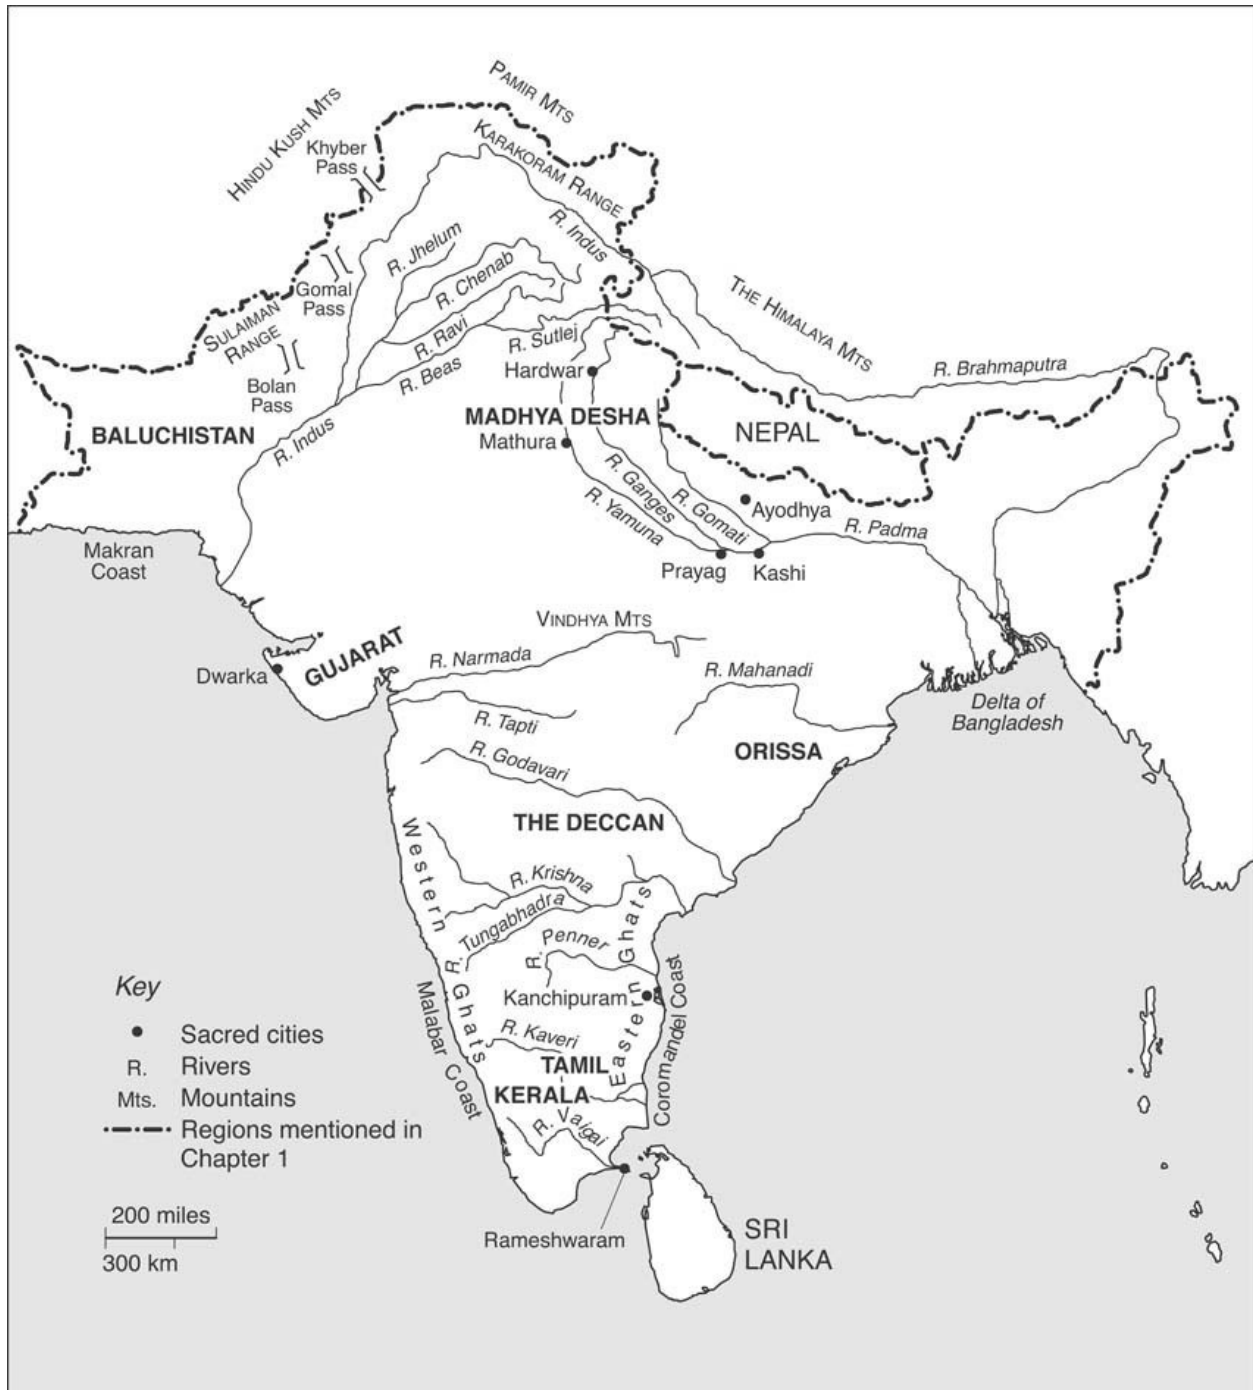 PAMIR MTS
HINDU KUSH MTS
Khyber
Pass
KARAKORAM RANGE
R. Indus
R. Jhelum
R. Chenab
Gomal
Pass
THE HIMALAYA MTS
SULAIMAN
RANGE
R. Ravi
R. Sutlej
R. Beas
Hardwar
R. Brahmaputra
Bolan
Pass
MADHYA DESHA
BALUCHISTAN
R. Indus
Mathura
NEPAL
R. Ganges
R. Yamuna
R. Gomati
Ayodhya
R. Padma
Makran
Coast
Prayag
Kashi
VINDHYA MTS
GUJARAT
Dwarka
R. Narmada
R. Mahanadi
R. Tapti
Delta of
Bangladesh
R. Godavari
ORISSA
THE DECCAN
Western
Ghats
R. Krishna
R. Tungabhadra
R. Penner
Eastern Ghats
Coromandel Coast
Malabar Coast
Kanchipuram
R. Kaveri
TAMIL
KERALA
R. Vaigai
Rameshwaram
SRI
LANKA
Key
Sacred cities
R. Rivers
Mts. Mountains
Regions mentioned in
Chapter 1
200 miles
300 km